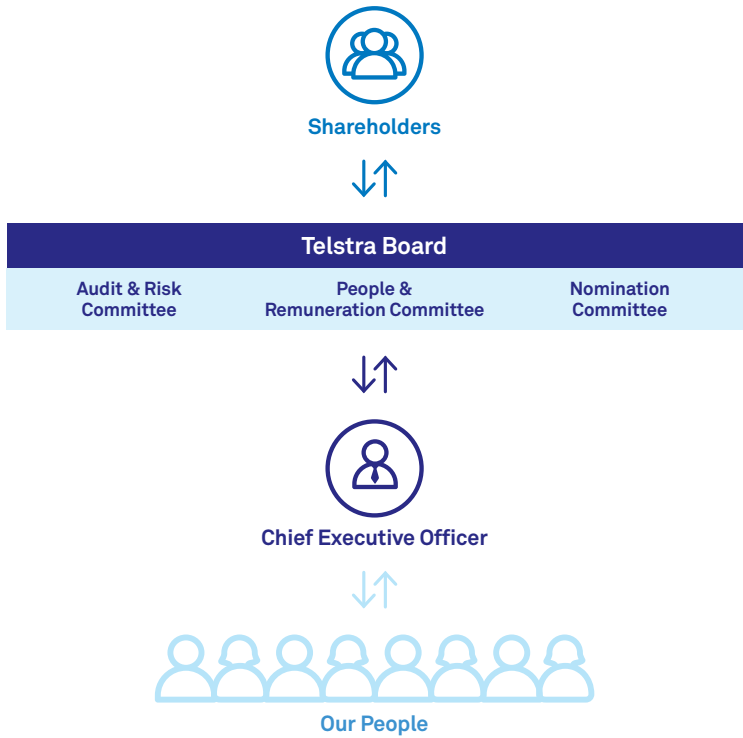 Shareholders
Telstra Board
Audit & Risk
Committee
People &
Remuneration Committee
Nomination
Committee
Chief Executive Officer
Our People